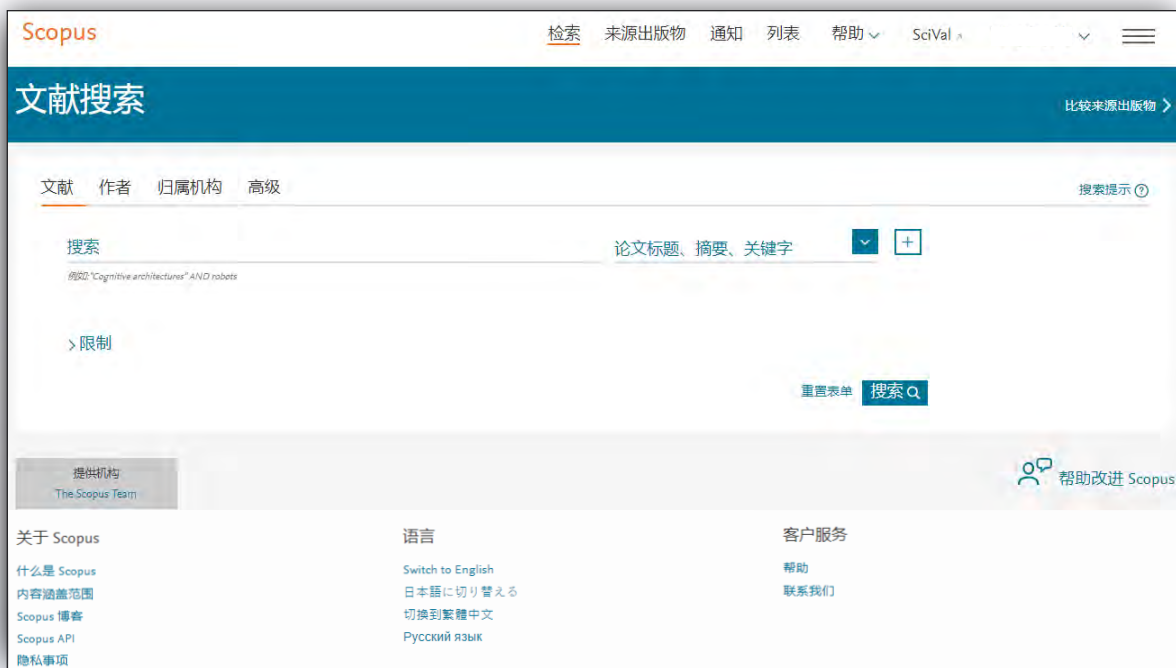 Scopus 检索 来源出版物 通知 列表 帮助 SciVal
文献搜索 比较来源出版物
文献 作者 归属机构 高级 搜索提示
搜索 论文标题、摘要、关键字
例如:"Cognitive architectures" AND robots
限制
重置表单 搜索
提供机构
The Scopus Team
帮助改进 Scopus
关于 Scopus 语言 客户服务
什么是 Scopus Switch to English 帮助
内容涵盖范围 日本語に切り替える 联系我们
Scopus 博客 切换到繁體中文
Scopus API Русский язык
隐私事项